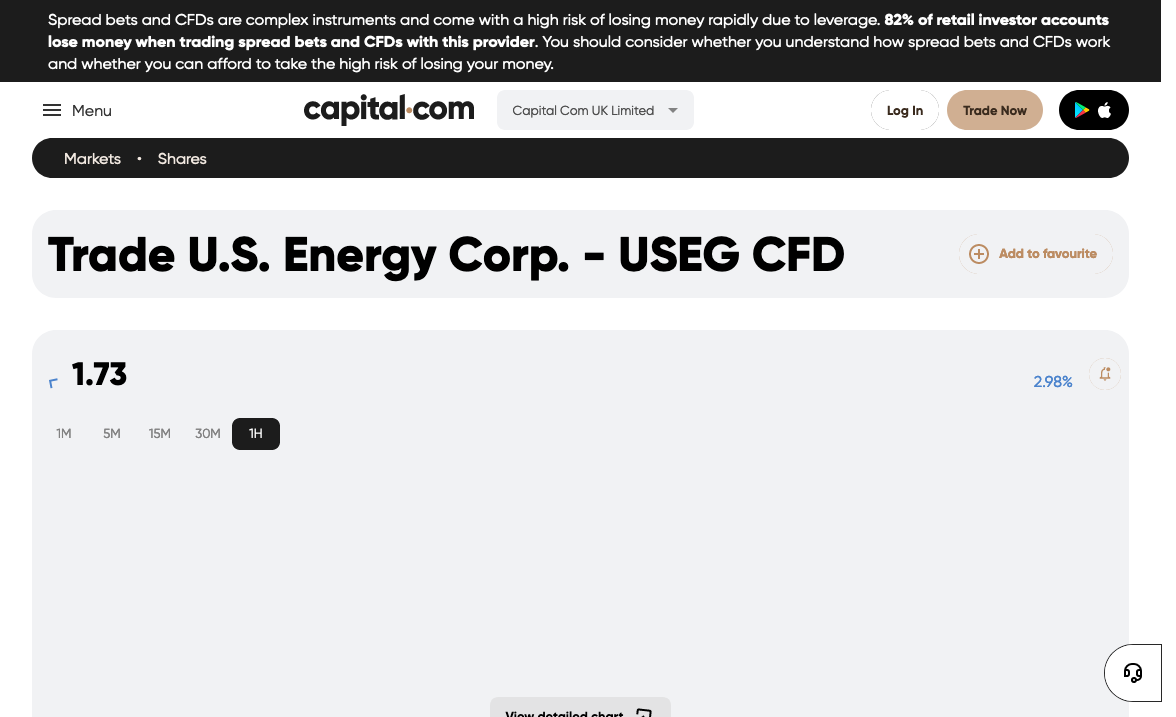 Spread bets and CFDs are complex instruments and come with a high risk of losing money rapidly due to leverage. 82% of retail investor accounts
lose money when trading spread bets and CFDs with this provider. You should consider whether you understand how spread bets and CFDs work
and whether you can afford to take the high risk of losing your money.
Menu
capital.com
Capital Com UK Limited
Log In
Trade Now
Markets • Shares
Trade U.S. Energy Corp. - USEG CFD
Add to favourite
1.73
2.98%
1M 5M 15M 30M 1H
View detailed chart